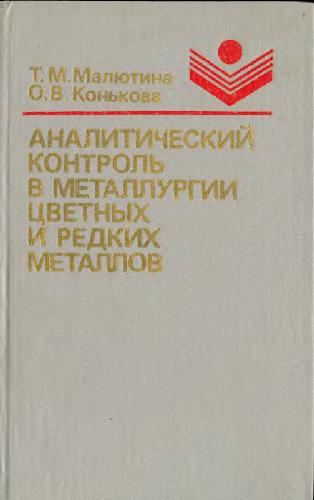 Т.М.Малютина
О.В.Конькова
АНАЛИТИЧЕСКИЙ
КОНТРОЛЬ
В МЕТАЛЛУРГИИ
ЦВЕТНЫХ
И РЕДКИХ
МЕТАЛЛОВ